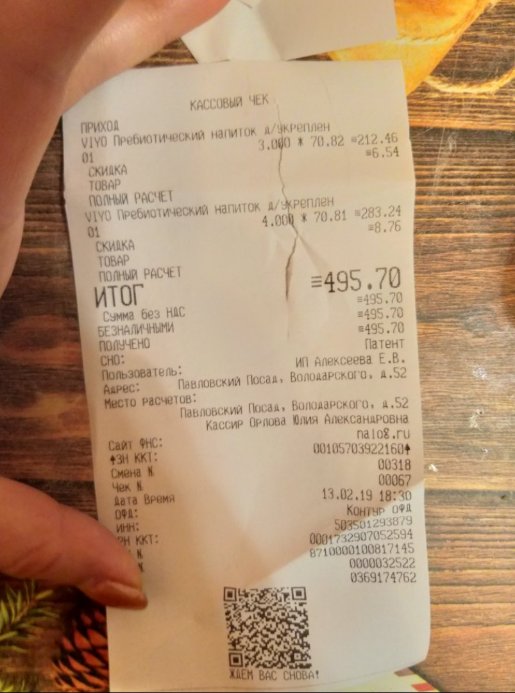 КАССОВЫЙ ЧЕК
ПРИХОД
VIYO Пребиотический напиток д/укреплен
3.000 * 70.82 =212.46
01 =6.54
СКИДКА
ТОВАР
ПОЛНЫЙ РАСЧЕТ
VIYO Пребиотический напиток д/укреплен
4.000 * 70.81 =283.24
01 =8.76
СКИДКА
ТОВАР
ПОЛНЫЙ РАСЧЕТ
ИТОГ =495.70
Сумма без НДС =495.70
БЕЗНАЛИЧНЫМИ =495.70
ПОЛУЧЕНО =495.70
СНО: Патент
Пользователь: ИП Алексеева Е.В.
Адрес: Павловский Посад, Володарского, д.52
Место расчетов:
Павловский Посад, Володарского, д.52
Кассир Орлова Юлия Александровна
Сайт ФНС: nalog.ru
ЗН ККТ: 00105703922160
Смена N 00318
Чек N 00067
Дата Время 13.02.19 18:30
ОФД: Контур ОФД
ИНН: 503501293879
РН ККТ: 0001732907052594
N 8710000100817145
N 0000032522
0369174762
ЖДЕМ ВАС СНОВА!